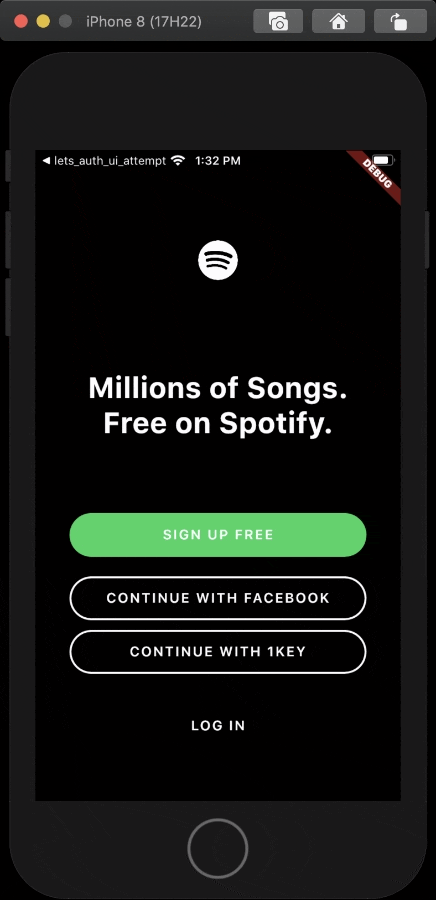 iPhone 8 (17H22)
◀ lets_auth_ui_attempt 1:32 PM
DEBUG
Millions of Songs.
Free on Spotify.
SIGN UP FREE
CONTINUE WITH FACEBOOK
CONTINUE WITH 1KEY
LOG IN